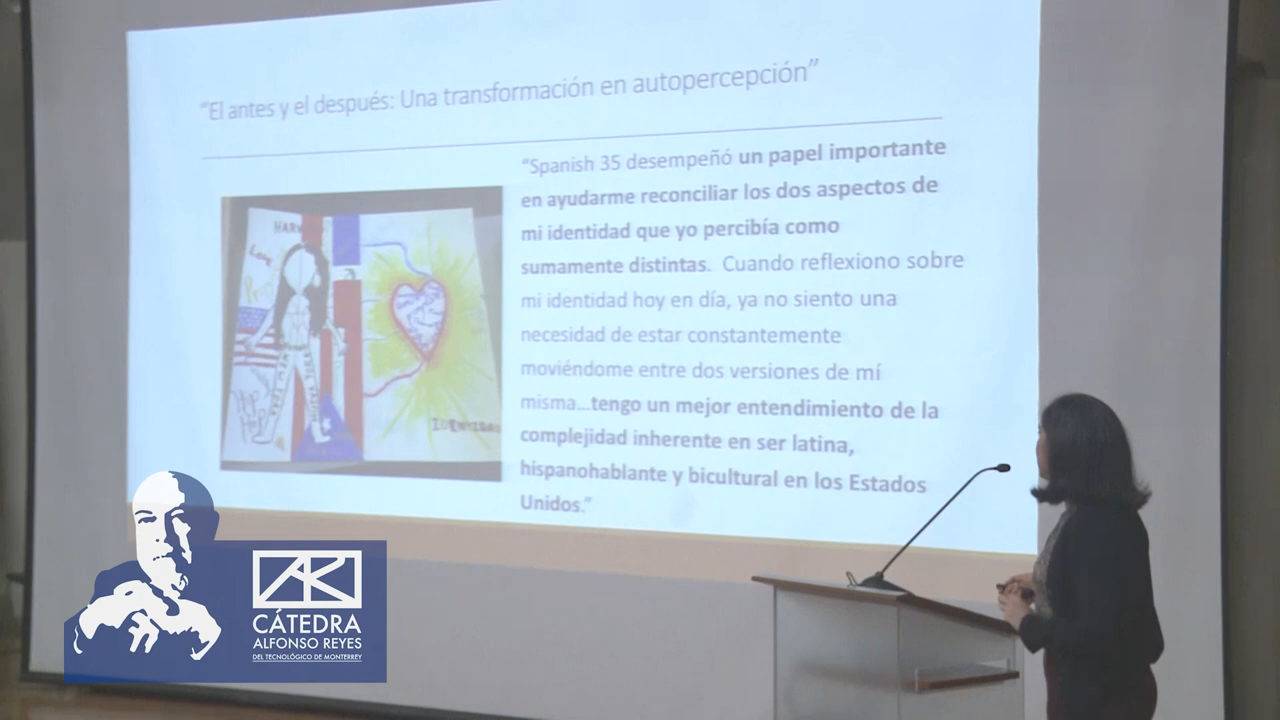 “El antes y el después: Una transformación en autopercepción”
“Spanish 35 desempeñó un papel importante
en ayudarme reconciliar los dos aspectos de
mi identidad que yo percibía como
sumamente distintas. Cuando reflexiono sobre
mi identidad hoy en día, ya no siento una
necesidad de estar constantemente
moviéndome entre dos versiones de mí
misma...tengo un mejor entendimiento de la
complejidad inherente en ser latina,
hispanohablante y bicultural en los Estados
Unidos.”
HARV
IDENTIDAD
CÁTEDRA
ALFONSO REYES
DEL TECNOLÓGICO DE MONTERREY